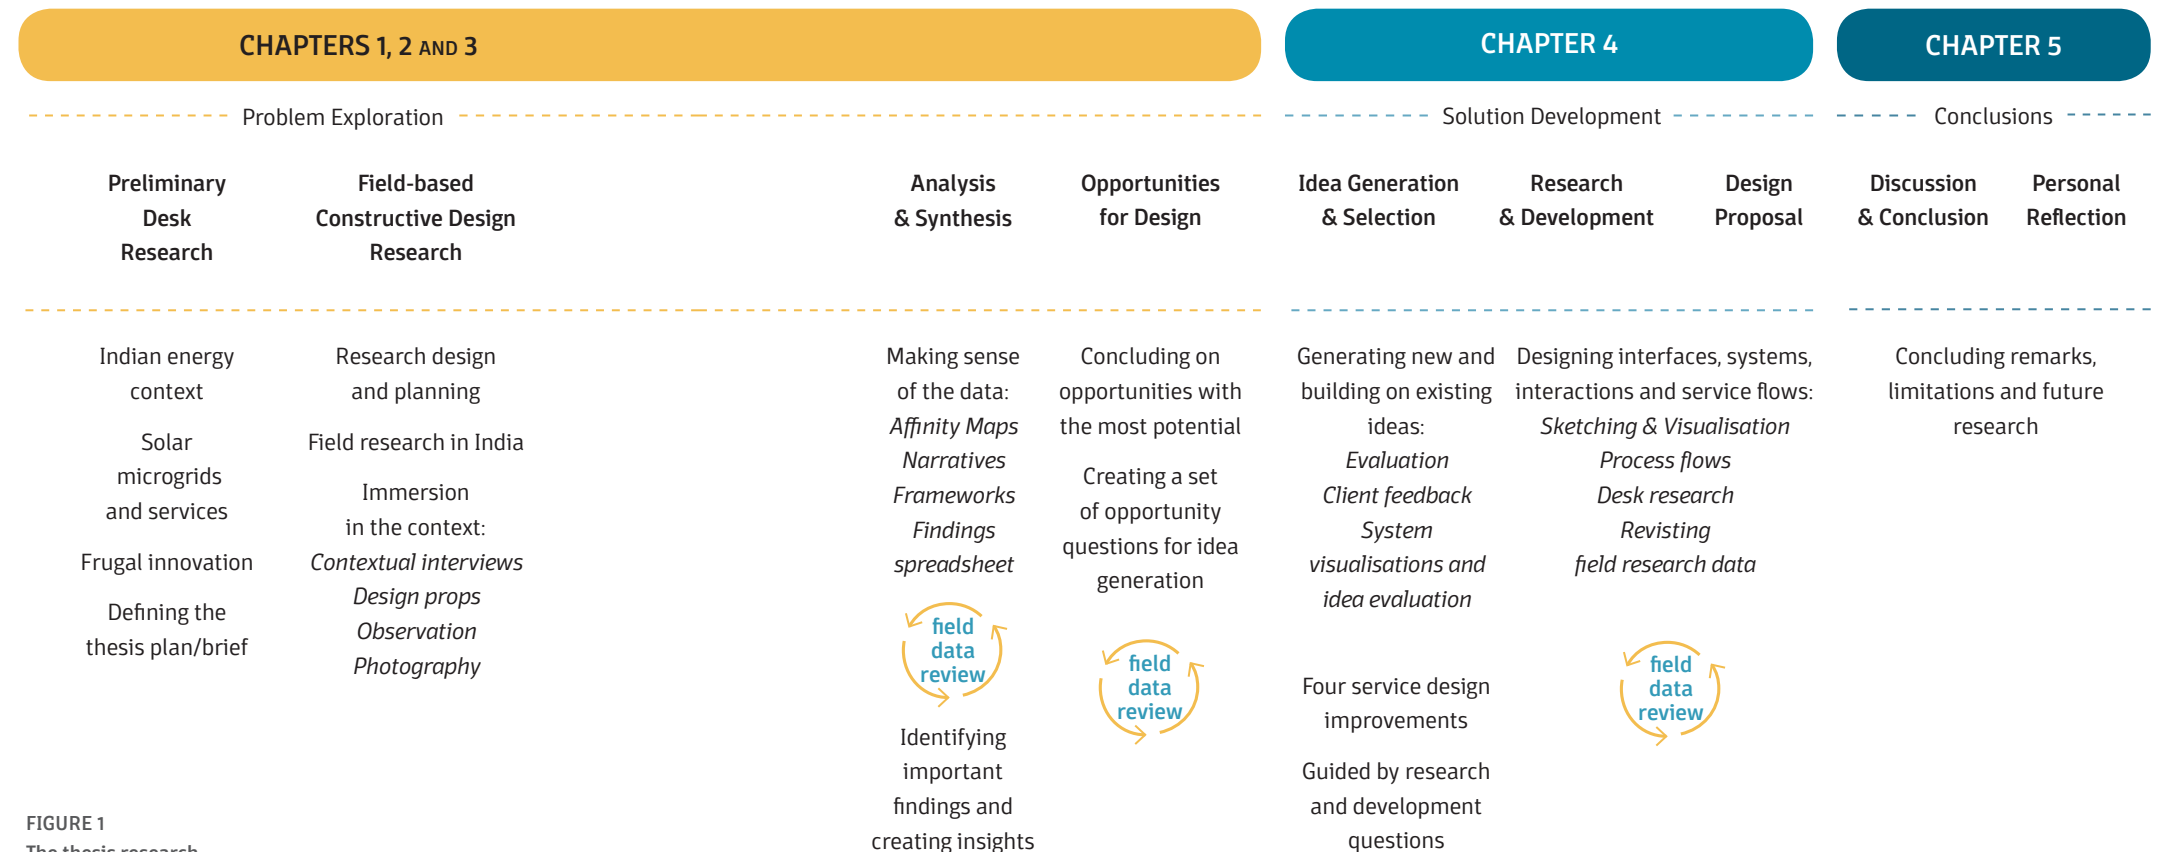 CHAPTERS 1, 2 AND 3
CHAPTER 4
CHAPTER 5
Problem Exploration
Solution Development
Conclusions
Preliminary
Desk
Research
Field-based
Constructive Design
Research
Analysis
& Synthesis
Opportunities
for Design
Idea Generation
& Selection
Research
& Development
Design
Proposal
Discussion
& Conclusion
Personal
Reflection
Indian energy
context
Solar
microgrids
and services
Frugal innovation
Defining the
thesis plan/brief
Research design
and planning
Field research in India
Immersion
in the context:
Contextual interviews
Design props
Observation
Photography
Making sense
of the data:
Affinity Maps
Narratives
Frameworks
Findings
spreadsheet
field
data
review
Identifying
important
findings and
creating insights
Concluding on
opportunities with
the most potential
Creating a set
of opportunity
questions for idea
generation
field
data
review
Generating new and
building on existing
ideas:
Evaluation
Client feedback
System
visualisations and
idea evaluation
Four service design
improvements
Guided by research
and development
questions
Designing interfaces, systems,
interactions and service flows:
Sketching & Visualisation
Process flows
Desk research
Revisting
field research data
field
data
review
Concluding remarks,
limitations and future
research
FIGURE 1
The thesis research